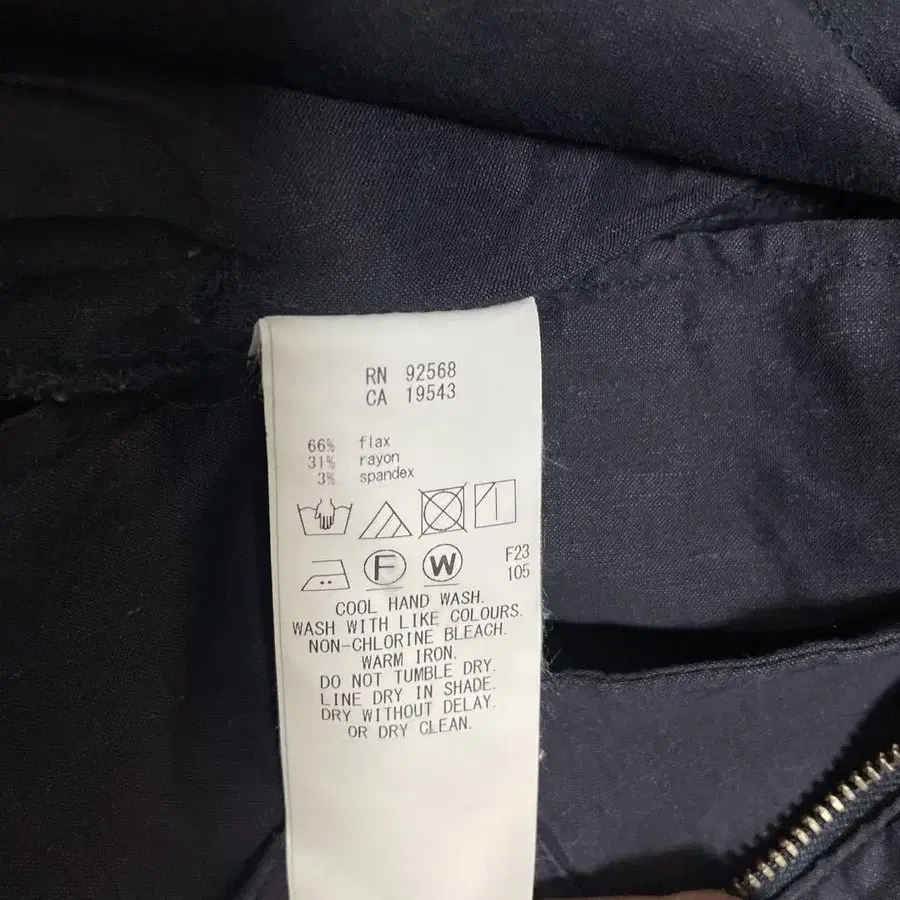 RN 92568
CA 19543
66% flax
31% rayon
3% spandex
F W F23
105
COOL HAND WASH.
WASH WITH LIKE COLOURS.
NON-CHLORINE BLEACH.
WARM IRON.
DO NOT TUMBLE DRY.
LINE DRY IN SHADE.
DRY WITHOUT DELAY.
OR DRY CLEAN.